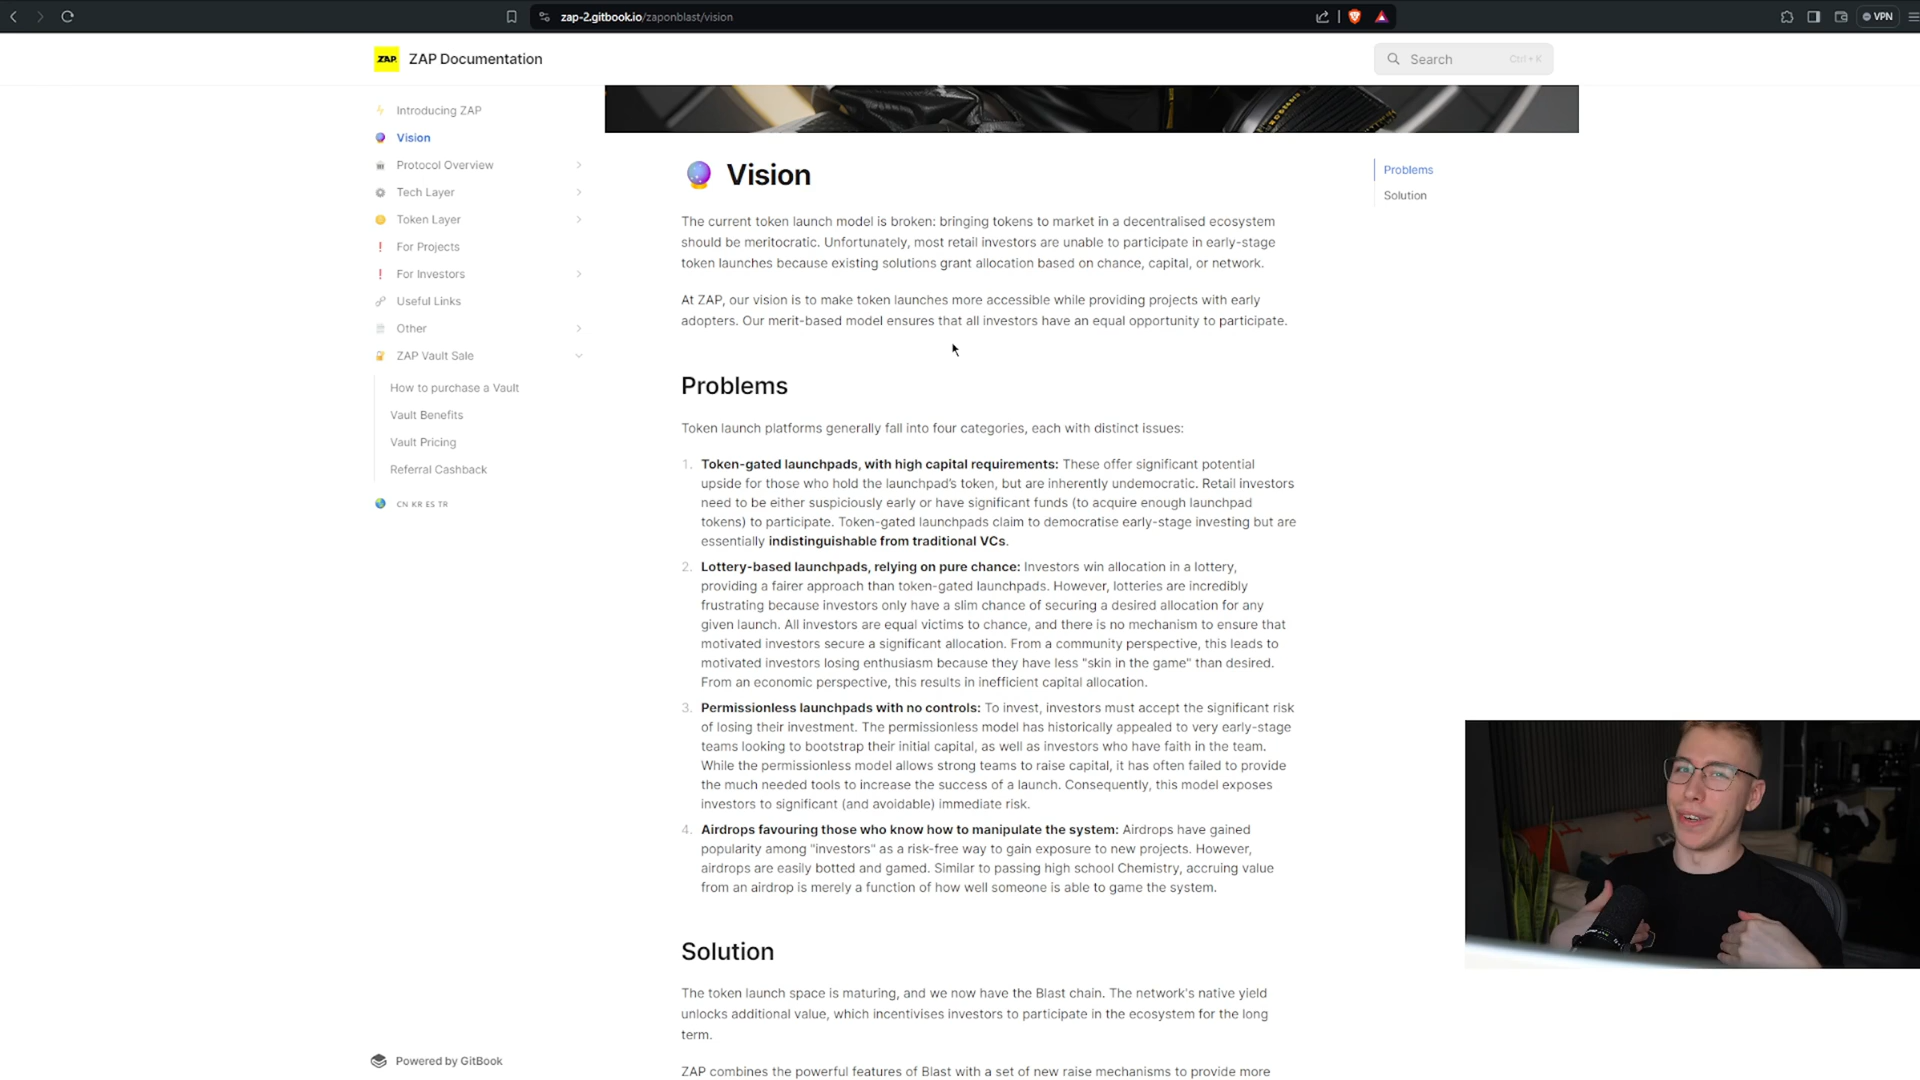 zap-2.gitbook.io/zaponblast/vision
VPN
ZAP
ZAP Documentation
Search
Ctrl + K
Introducing ZAP
Vision
Protocol Overview
Tech Layer
Token Layer
For Projects
For Investors
Useful Links
Other
ZAP Vault Sale
How to purchase a Vault
Vault Benefits
Vault Pricing
Referral Cashback
CN KR ES TR
Powered by GitBook
Vision
The current token launch model is broken: bringing tokens to market in a decentralised ecosystem
should be meritocratic. Unfortunately, most retail investors are unable to participate in early-stage
token launches because existing solutions grant allocation based on chance, capital, or network.
At ZAP, our vision is to make token launches more accessible while providing projects with early
adopters. Our merit-based model ensures that all investors have an equal opportunity to participate.
Problems
Token launch platforms generally fall into four categories, each with distinct issues:
1. Token-gated launchpads, with high capital requirements: These offer significant potential
upside for those who hold the launchpad's token, but are inherently undemocratic. Retail investors
need to be either suspiciously early or have significant funds (to acquire enough launchpad
tokens) to participate. Token-gated launchpads claim to democratise early-stage investing but are
essentially indistinguishable from traditional VCs.
2. Lottery-based launchpads, relying on pure chance: Investors win allocation in a lottery,
providing a fairer approach than token-gated launchpads. However, lotteries are incredibly
frustrating because investors only have a slim chance of securing a desired allocation for any
given launch. All investors are equal victims to chance, and there is no mechanism to ensure that
motivated investors secure a significant allocation. From a community perspective, this leads to
motivated investors losing enthusiasm because they have less "skin in the game" than desired.
From an economic perspective, this results in inefficient capital allocation.
3. Permissionless launchpads with no controls: To invest, investors must accept the significant risk
of losing their investment. The permissionless model has historically appealed to very early-stage
teams looking to bootstrap their initial capital, as well as investors who have faith in the team.
While the permissionless model allows strong teams to raise capital, it has often failed to provide
the much needed tools to increase the success of a launch. Consequently, this model exposes
investors to significant (and avoidable) immediate risk.
4. Airdrops favouring those who know how to manipulate the system: Airdrops have gained
popularity among "investors" as a risk-free way to gain exposure to new projects. However,
airdrops are easily botted and gamed. Similar to passing high school Chemistry, accruing value
from an airdrop is merely a function of how well someone is able to game the system.
Solution
The token launch space is maturing, and we now have the Blast chain. The network's native yield
unlocks additional value, which incentivises investors to participate in the ecosystem for the long
term.
ZAP combines the powerful features of Blast with a set of new raise mechanisms to provide more
Problems
Solution